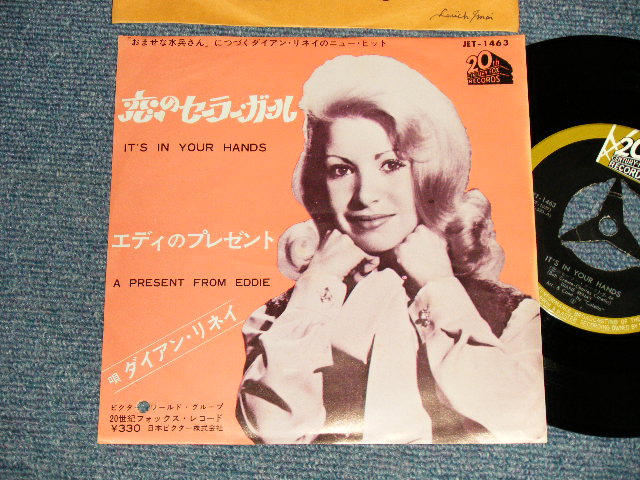 「おませな水兵さん」につづくダイアン・リネイのニュー・ヒット
JET-1463
20th
RECORDS
恋のセーラー・ガール
IT'S IN YOUR HANDS
エディのプレゼント
A PRESENT FROM EDDIE
唄 ダイアン・リネイ
ビクター ワールド・グループ
20世紀フォックス・レコード
¥330 日本ビクター株式会社
20
RECORDS
IT'S IN YOUR HANDS